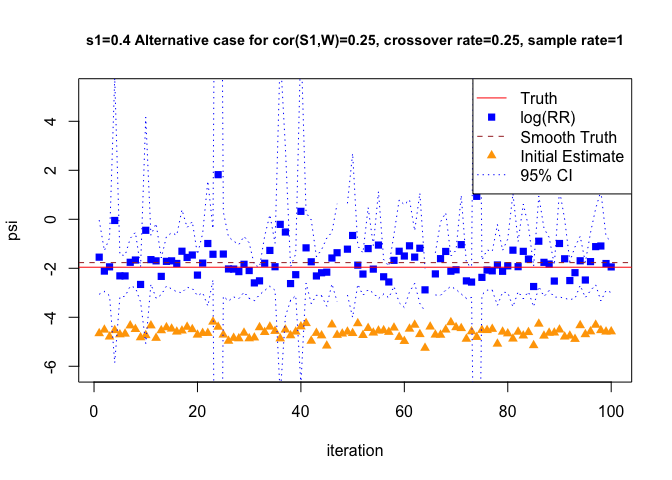 s1=0.4 Alternative case for cor(S1,W)=0.25, crossover rate=0.25, sample rate=1
Truth
log(RR)
Smooth Truth
Initial Estimate
95% CI
psi
4
2
0
-2
-4
-6
0 20 40 60 80 100
iteration